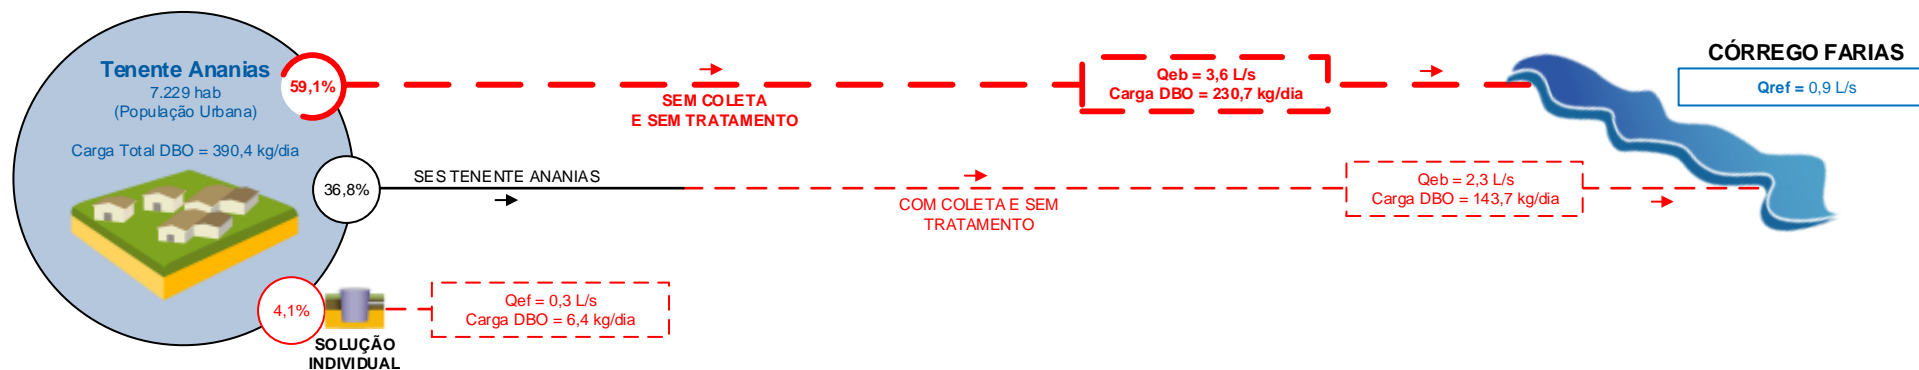 Tenente Ananias
7.229 hab
(População Urbana)
Carga Total DBO = 390,4 kg/dia
59,1%
SEM COLETA
E SEM TRATAMENTO
Qeb = 3,6 L/s
Carga DBO = 230,7 kg/dia
CÓRREGO FARIAS
Qref = 0,9 L/s
36,8%
SES TENENTE ANANIAS
COM COLETA E SEM
TRATAMENTO
Qeb = 2,3 L/s
Carga DBO = 143,7 kg/dia
4,1%
SOLUÇÃO
INDIVIDUAL
Qef = 0,3 L/s
Carga DBO = 6,4 kg/dia